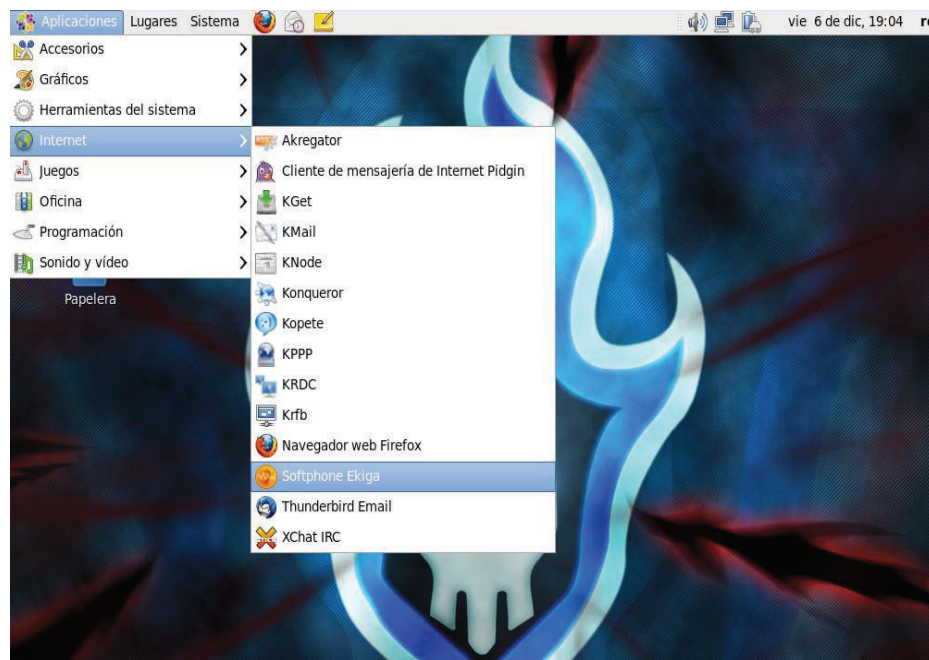 Aplicaciones Lugares Sistema vie 6 de dic, 19:04
Accesorios
Gráficos
Herramientas del sistema
Internet
Juegos
Oficina
Programación
Sonido y vídeo
Akregator
Cliente de mensajería de Internet Pidgin
KGet
KMail
KNode
Konqueror
Kopete
KPPP
KRDC
Krfb
Navegador web Firefox
Softphone Ekiga
Thunderbird Email
XChat IRC
Papelera